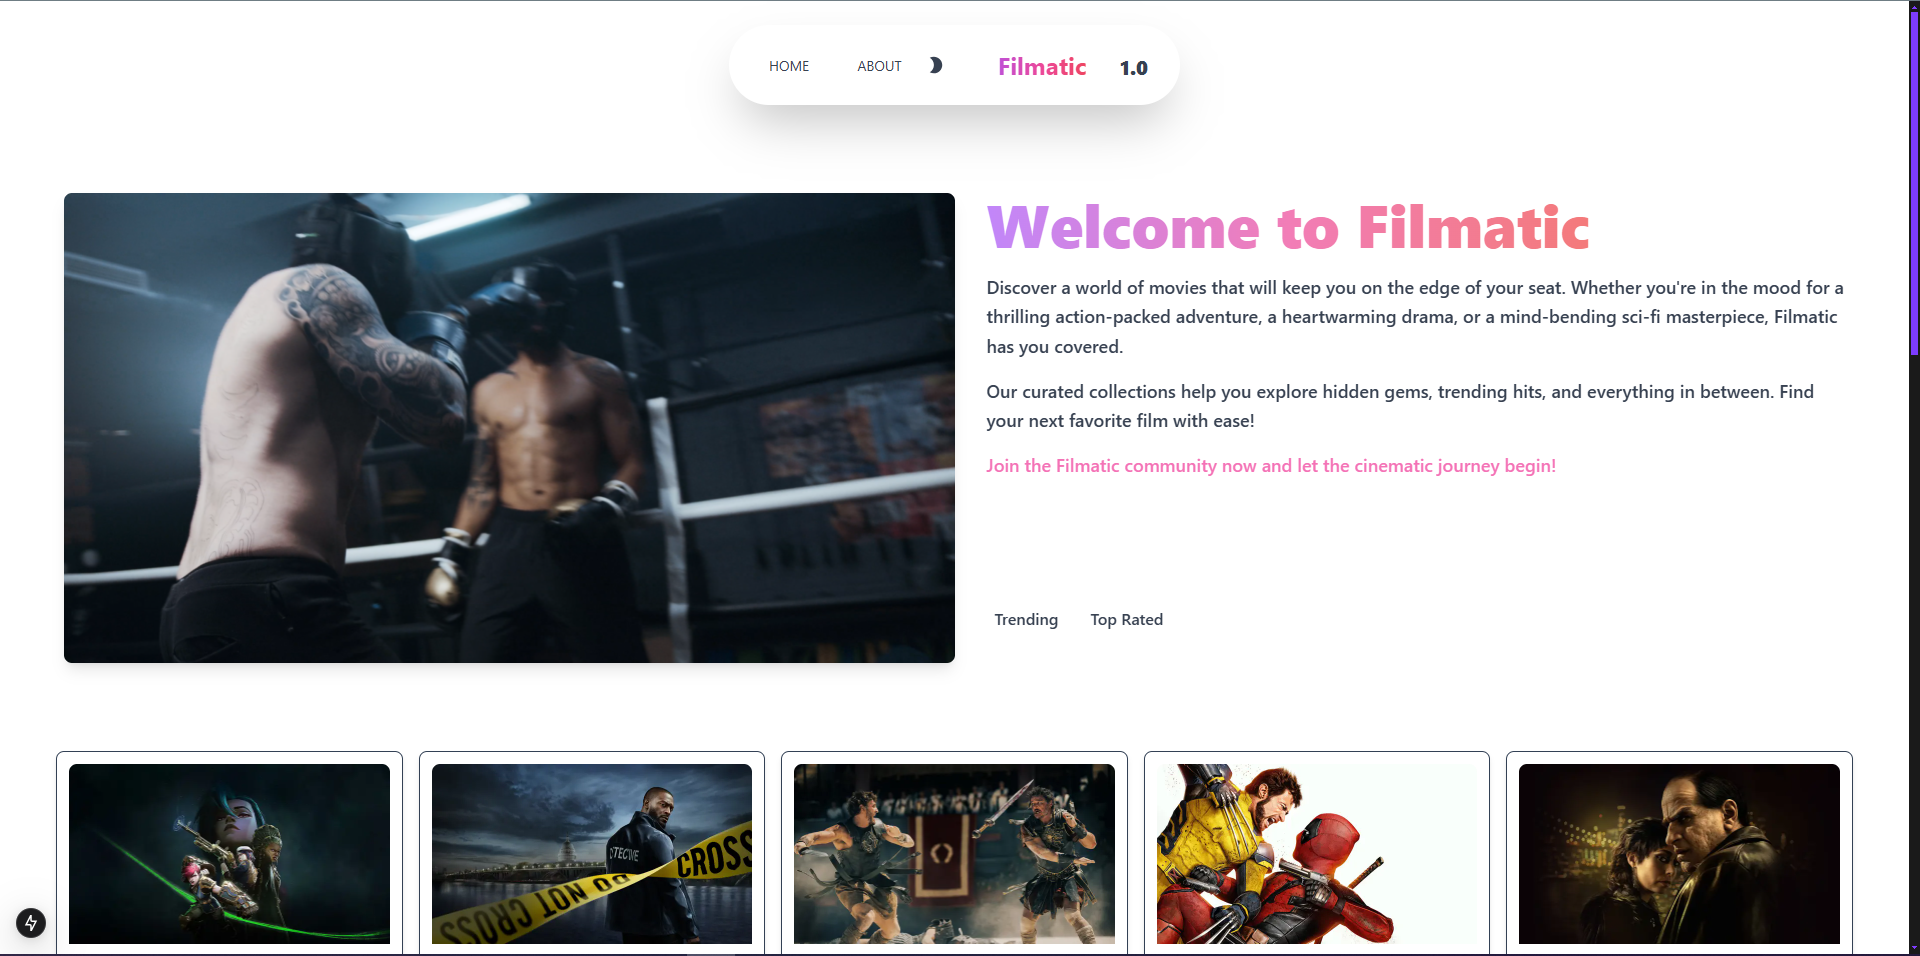 HOME ABOUT Filmatic 1.0
Welcome to Filmatic
Discover a world of movies that will keep you on the edge of your seat. Whether you're in the mood for a
thrilling action-packed adventure, a heartwarming drama, or a mind-bending sci-fi masterpiece, Filmatic
has you covered.
Our curated collections help you explore hidden gems, trending hits, and everything in between. Find
your next favorite film with ease!
Join the Filmatic community now and let the cinematic journey begin!
Trending Top Rated
DETECTIVE
CROSS
DO NOT CROSS